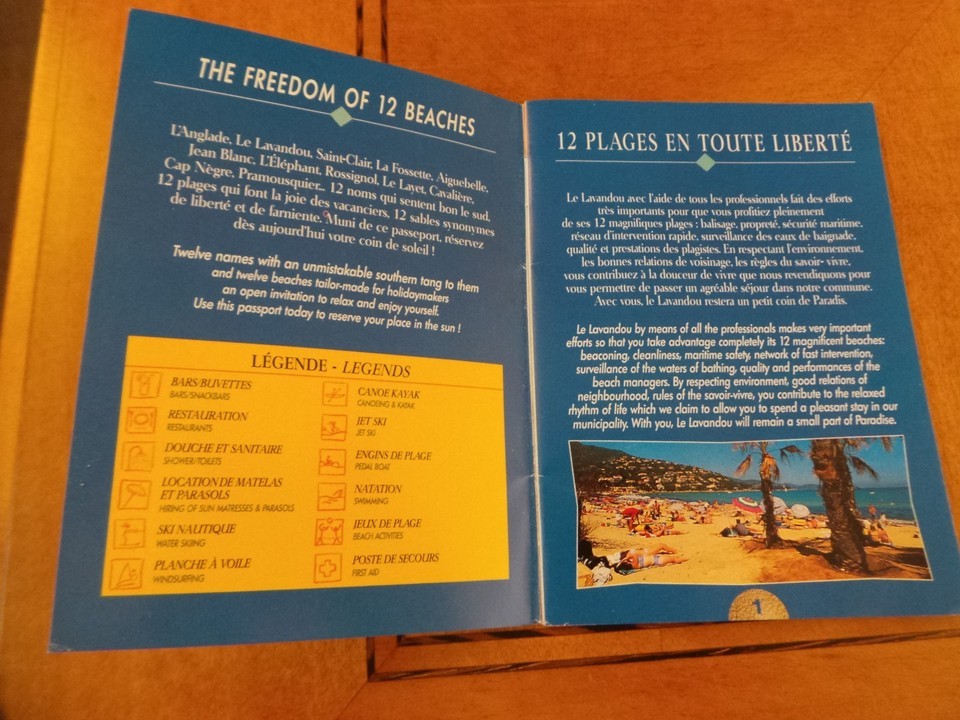 THE FREEDOM OF 12 BEACHES
L'Anglade, Le Lavandou, Saint-Clair, La Fossette, Aiguebelle,
Jean Blanc, L'Éléphant, Rossignol, Le Layet, Cavalière,
Cap Nègre, Pramousquier... 12 noms qui sentent bon le sud,
12 plages qui font la joie des vacanciers, 12 sables synonymes
de liberté et de farniente. Muni de ce passeport, réservez
dès aujourd'hui votre coin de soleil !
Twelve names with an unmistakable southern tang to them
and twelve beaches tailor-made for holidaymakers
an open invitation to relax and enjoy yourself.
Use this passport today to reserve your place in the sun !
LÉGENDE - LEGENDS
BARS/BUVETTES
BARS/SNACKBARS
RESTAURATION
RESTAURANTS
DOUCHE ET SANITAIRE
SHOWER/TOILETS
LOCATION DE MATELAS
ET PARASOLS
HIRING OF SUN MATRESSES & PARASOLS
SKI NAUTIQUE
WATER SKIING
PLANCHE À VOILE
WINDSURFING
CANOE KAYAK
CANOEING & KAYAK
JET SKI
JET SKI
ENGINS DE PLAGE
PEDAL BOAT
NATATION
SWIMMING
JEUX DE PLAGE
BEACH ACTIVITIES
POSTE DE SECOURS
FIRST AID
12 PLAGES EN TOUTE LIBERTÉ
Le Lavandou avec l'aide de tous les professionnels fait des efforts
très importants pour que vous profitiez pleinement
de ses 12 magnifiques plages : balisage, propreté, sécurité maritime,
réseau d'intervention rapide, surveillance des eaux de baignade,
qualité et prestations des plagistes. En respectant l'environnement,
les bonnes relations de voisinage, les règles du savoir- vivre,
vous contribuez à la douceur de vivre que nous revendiquons pour
vous permettre de passer un agréable séjour dans notre commune.
Avec vous, le Lavandou restera un petit coin de Paradis.
Le Lavandou by means of all the professionals makes very important
efforts so that you take advantage completely its 12 magnificent beaches:
beaconing, cleanliness, maritime safety, network of fast intervention,
surveillance of the waters of bathing, quality and performances of the
beach managers. By respecting environment, good relations of
neighbourhood, rules of the savoir-vivre, you contribute to the relaxed
rhythm of life which we claim to allow you to spend a pleasant stay in our
municipality. With you, Le Lavandou will remain a small part of Paradise.
1